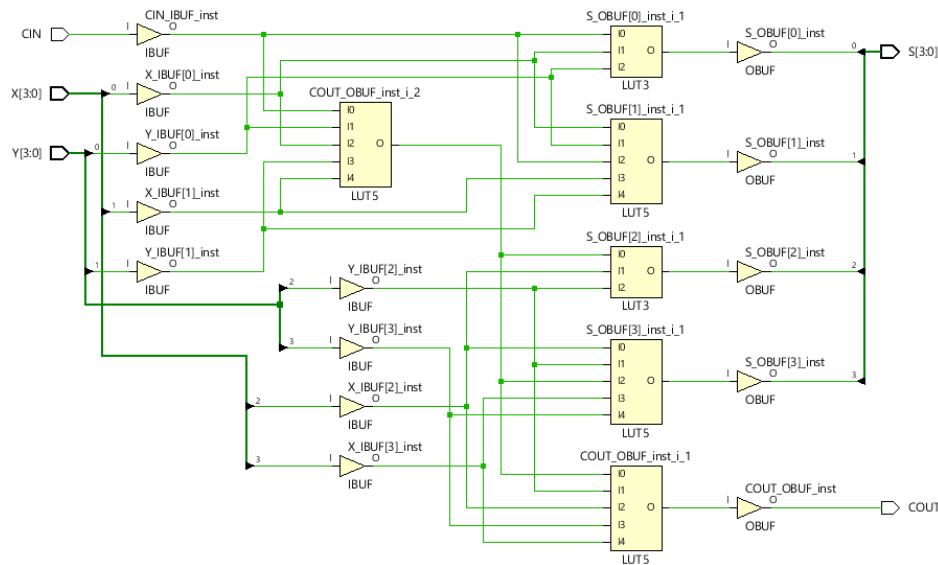 CIN
CIN_IBUF_inst
I
O
IBUF
X[3:0]
0
X_IBUF[0]_inst
I
O
IBUF
Y[3:0]
0
Y_IBUF[0]_inst
I
O
IBUF
1
X_IBUF[1]_inst
I
O
IBUF
1
Y_IBUF[1]_inst
I
O
IBUF
COUT_OBUF_inst_i_2
I0
I1
I2
I3
I4
O
LUT5
2
Y_IBUF[2]_inst
I
O
IBUF
3
Y_IBUF[3]_inst
I
O
IBUF
2
X_IBUF[2]_inst
I
O
IBUF
3
X_IBUF[3]_inst
I
O
IBUF
S_OBUF[0]_inst_i_1
I0
I1
I2
O
LUT3
S_OBUF[1]_inst_i_1
I0
I1
I2
I3
I4
O
LUT5
S_OBUF[2]_inst_i_1
I0
I1
I2
O
LUT3
S_OBUF[3]_inst_i_1
I0
I1
I2
I3
I4
O
LUT5
COUT_OBUF_inst_i_1
I0
I1
I2
I3
I4
O
LUT5
S_OBUF[0]_inst
I
O
OBUF
0
S[3:0]
S_OBUF[1]_inst
I
O
OBUF
1
S_OBUF[2]_inst
I
O
OBUF
2
S_OBUF[3]_inst
I
O
OBUF
3
COUT_OBUF_inst
I
O
OBUF
COUT